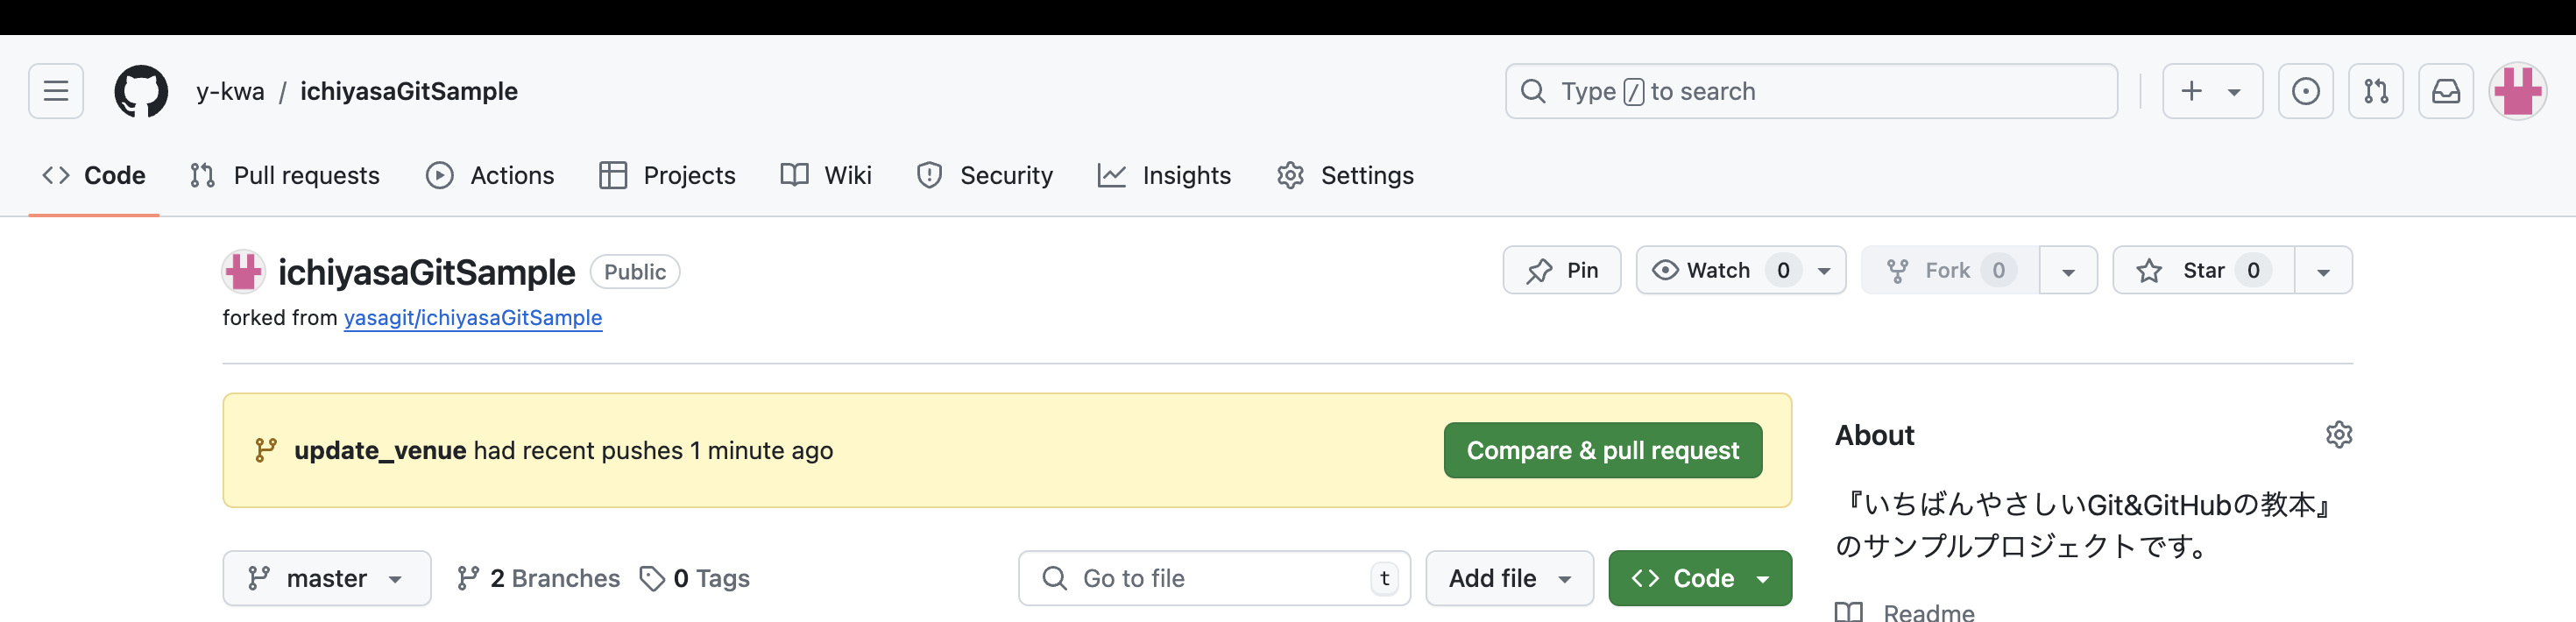 y-kwa / ichiyasaGitSample
Type / to search
Code Pull requests Actions Projects Wiki Security Insights Settings
ichiyasaGitSample Public
Pin Watch 0 Fork 0 Star 0
forked from yasagit/ichiyasaGitSample
update_venue had recent pushes 1 minute ago
Compare & pull request
master 2 Branches 0 Tags
Go to file t Add file Code
About
『いちばんやさしいGit&GitHubの教本』
のサンプルプロジェクトです。
Readme